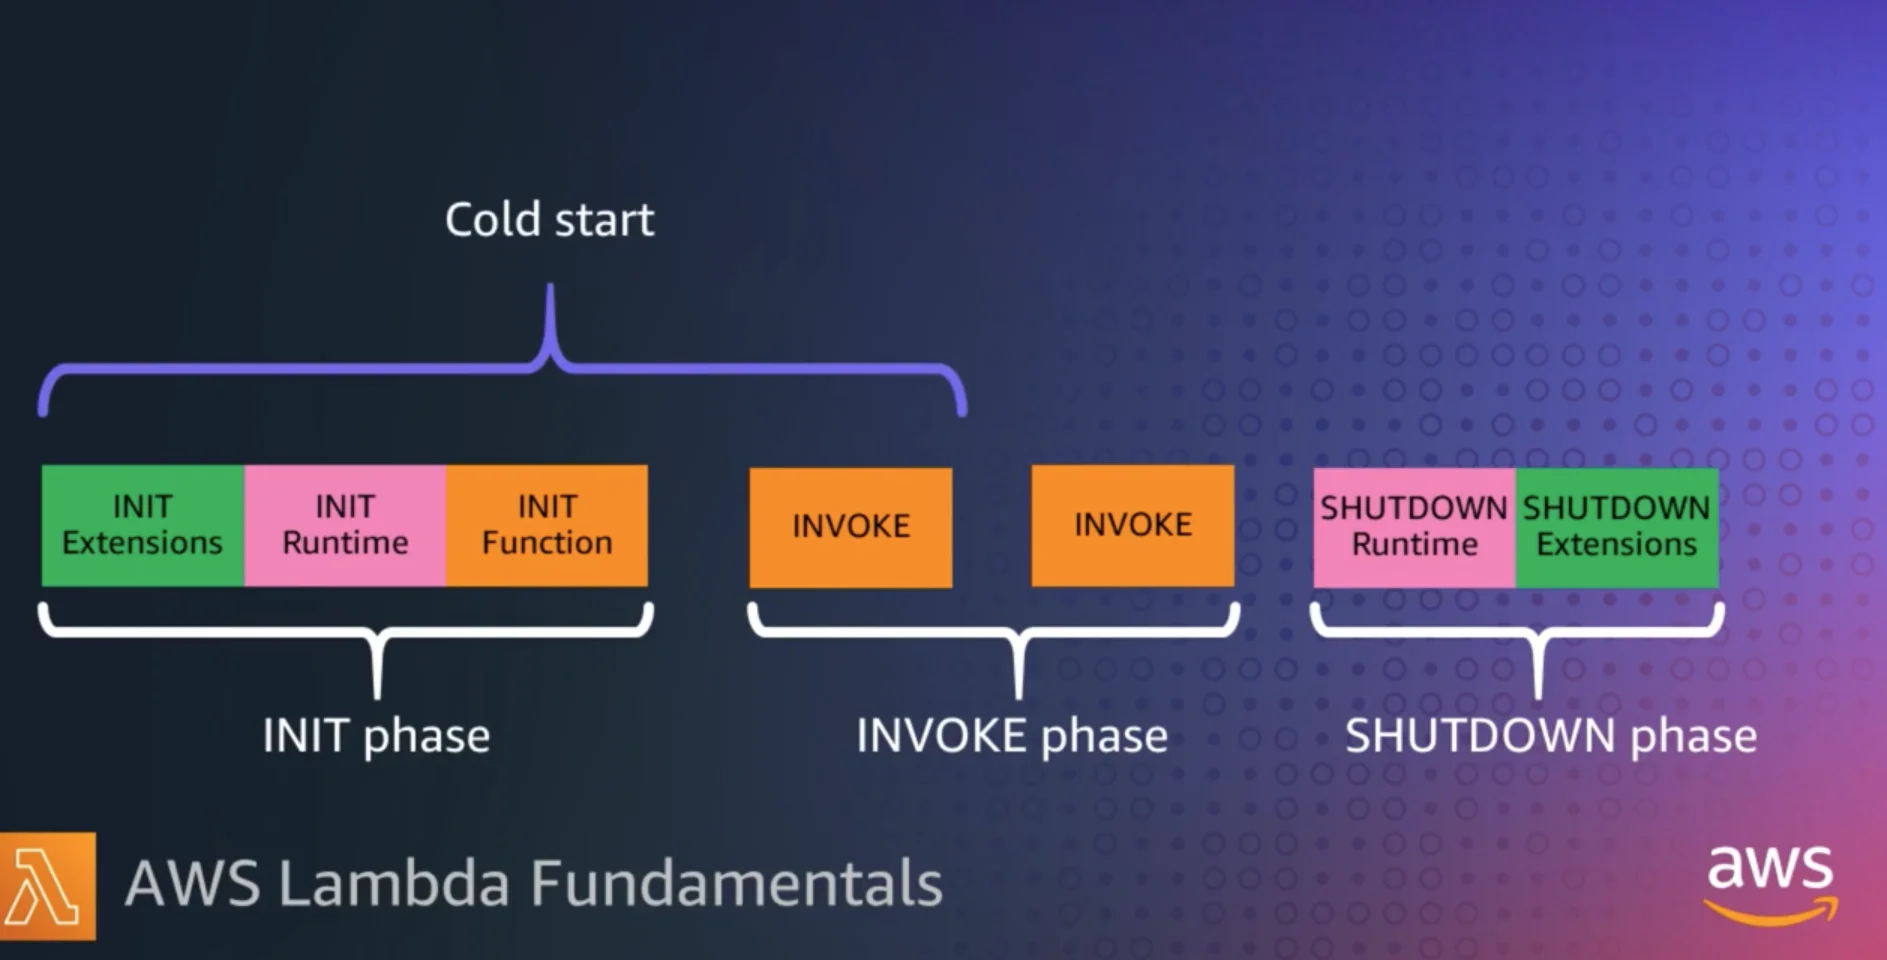 Cold start
INIT
Extensions
INIT
Runtime
INIT
Function
INVOKE
INVOKE
SHUTDOWN
Runtime
SHUTDOWN
Extensions
INIT phase
INVOKE phase
SHUTDOWN phase
AWS Lambda Fundamentals
aws